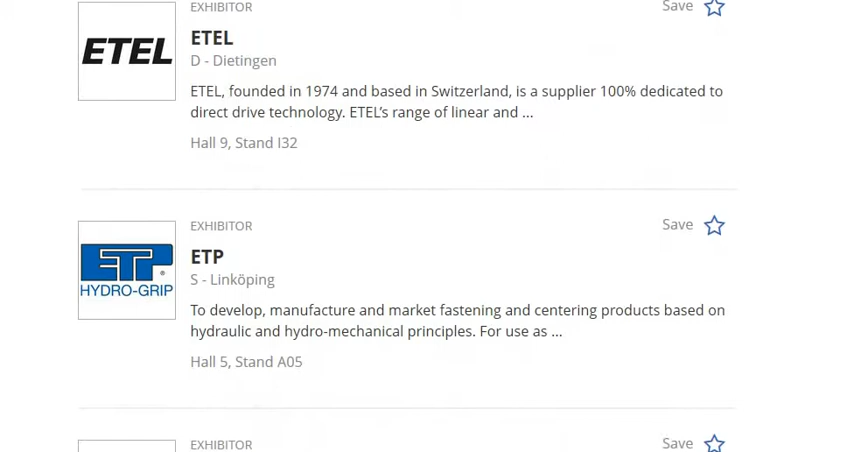 EXHIBITOR
Save
ETEL
ETEL
D - Dietingen
ETEL, founded in 1974 and based in Switzerland, is a supplier 100% dedicated to
direct drive technology. ETEL’s range of linear and ...
Hall 9, Stand I32
EXHIBITOR
Save
ETP®
HYDRO-GRIP
ETP
S - Linköping
To develop, manufacture and market fastening and centering products based on
hydraulic and hydro-mechanical principles. For use as ...
Hall 5, Stand A05
EXHIBITOR
Save